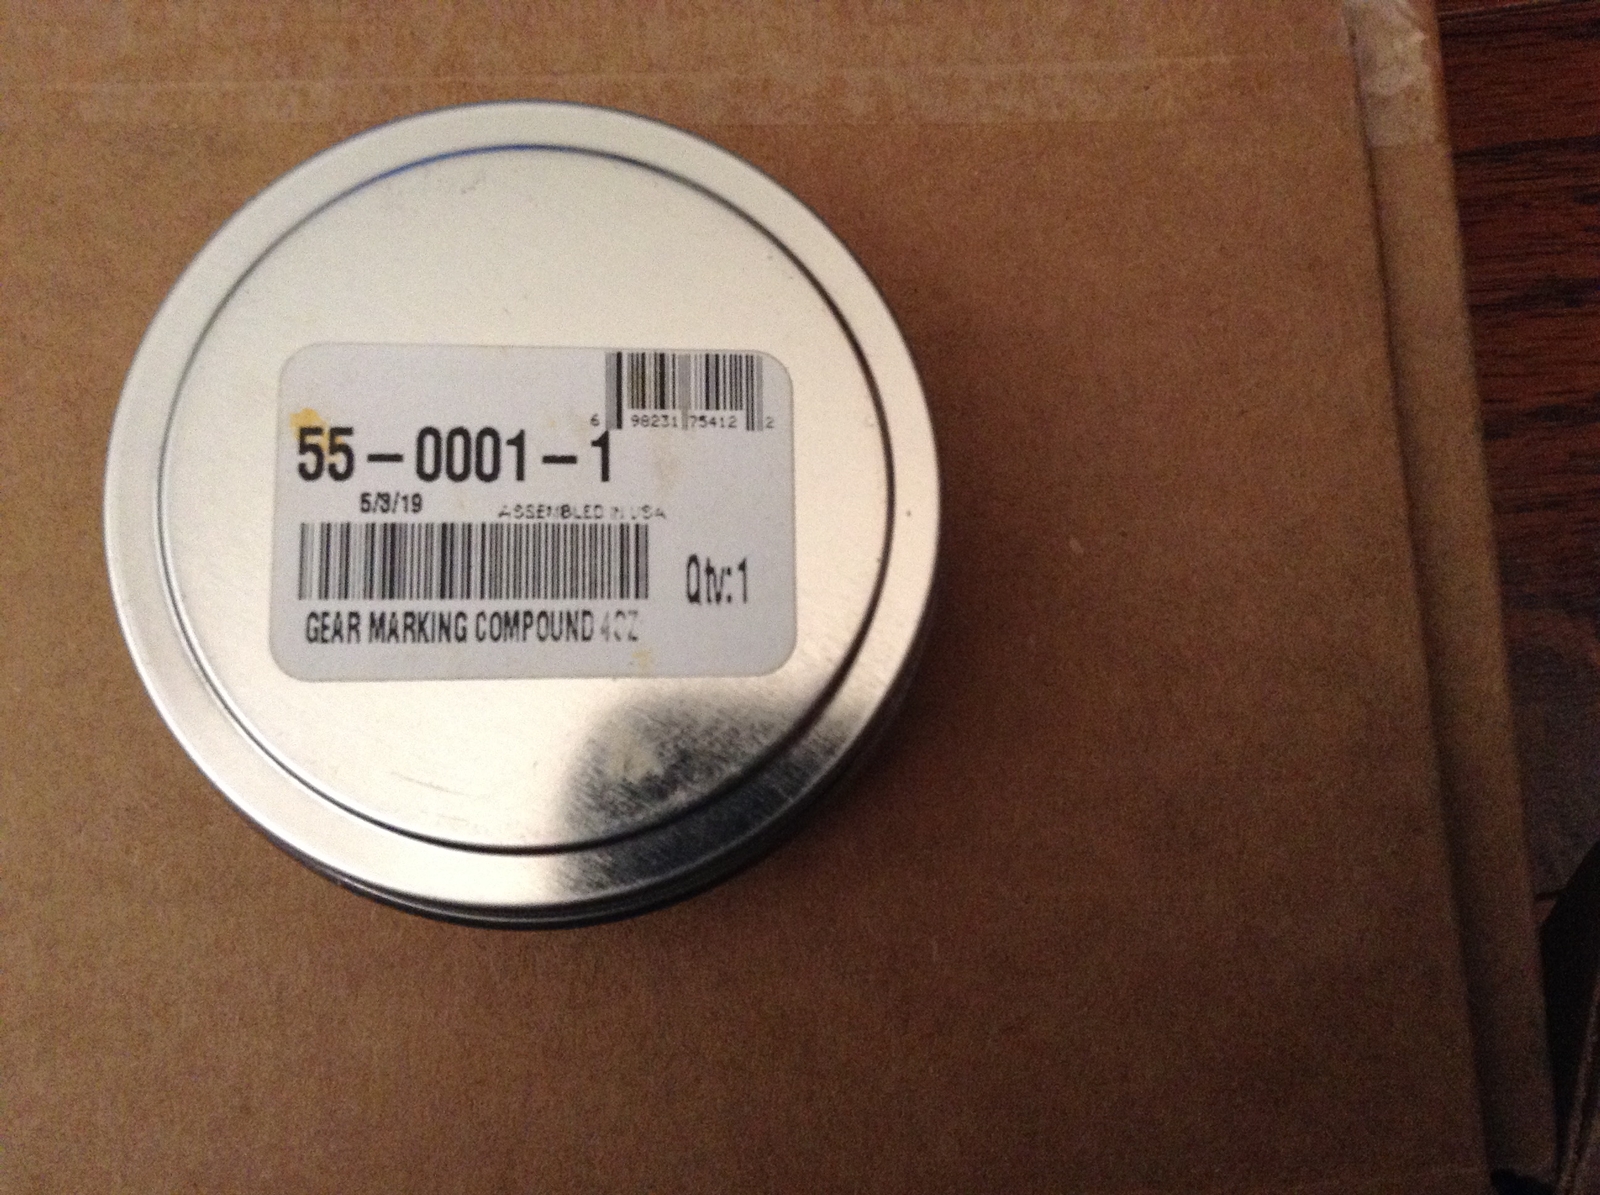 6 98231 75412 2
55-0001-1
5/3/19 ASSEMBLED IN USA
Qty:1
GEAR MARKING COMPOUND 4OZ